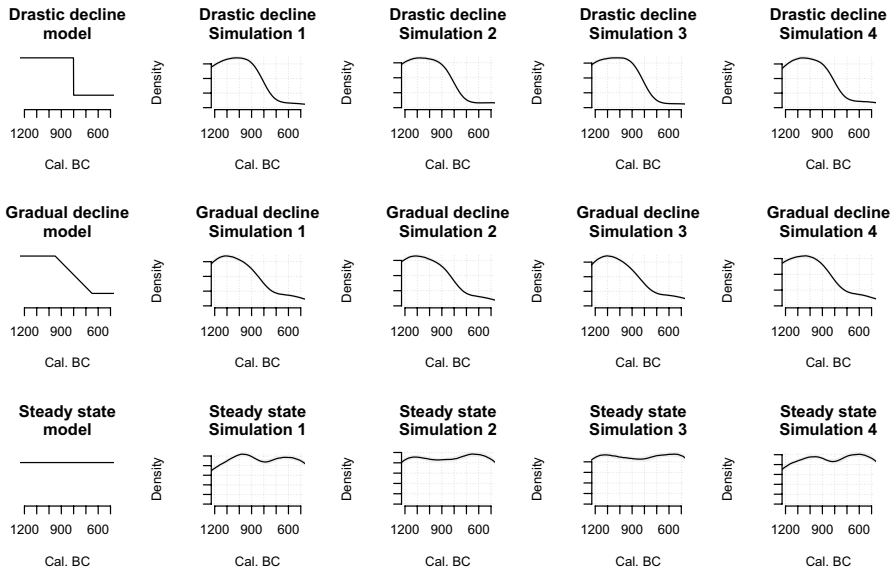 Drastic decline
model
1200 900 600
Cal. BC
Drastic decline
Simulation 1
Density
1200 900 600
Cal. BC
Drastic decline
Simulation 2
Density
1200 900 600
Cal. BC
Drastic decline
Simulation 3
Density
1200 900 600
Cal. BC
Drastic decline
Simulation 4
Density
1200 900 600
Cal. BC
Gradual decline
model
1200 900 600
Cal. BC
Gradual decline
Simulation 1
Density
1200 900 600
Cal. BC
Gradual decline
Simulation 2
Density
1200 900 600
Cal. BC
Gradual decline
Simulation 3
Density
1200 900 600
Cal. BC
Gradual decline
Simulation 4
Density
1200 900 600
Cal. BC
Steady state
model
1200 900 600
Cal. BC
Steady state
Simulation 1
Density
1200 900 600
Cal. BC
Steady state
Simulation 2
Density
1200 900 600
Cal. BC
Steady state
Simulation 3
Density
1200 900 600
Cal. BC
Steady state
Simulation 4
Density
1200 900 600
Cal. BC